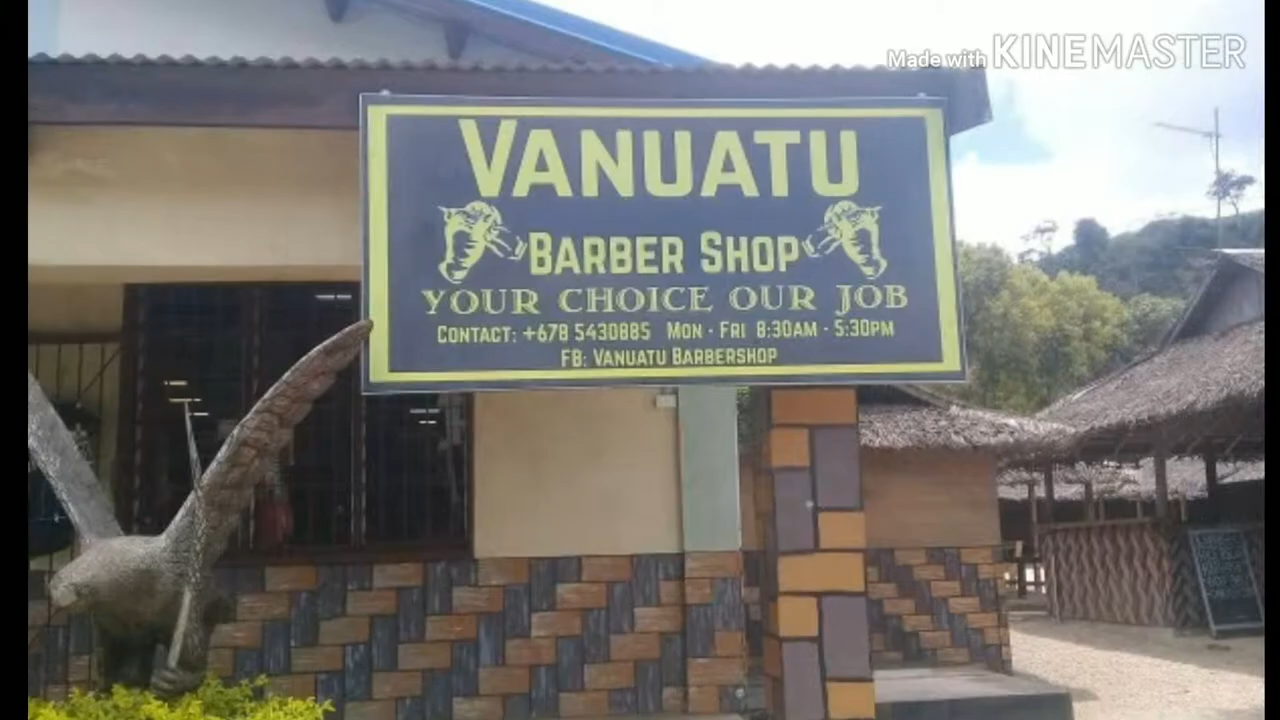 Made with KINEMASTER
VANUATU
BARBER SHOP
YOUR CHOICE OUR JOB
CONTACT: +678 5430885 MON - FRI 8:30AM - 5:30PM
FB: VANUATU BARBERSHOP